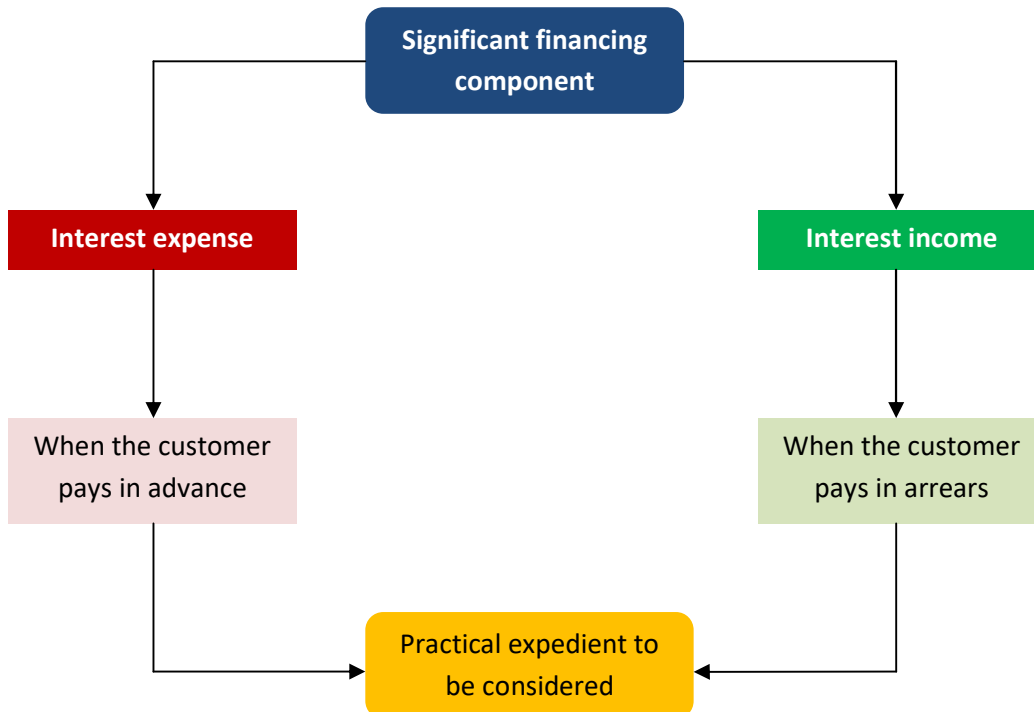 Significant financing
component
Interest expense
Interest income
When the customer
pays in advance
When the customer
pays in arrears
Practical expedient to
be considered